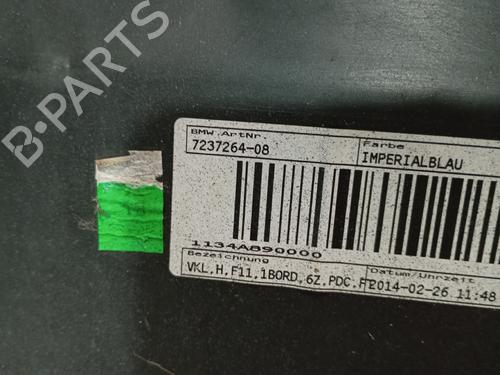 B-PARTS
BMW.ArtNr.
7237264-08
Farbe
IMPERIALBLAU
1134A890000
Bezeichnung
VKL,H,F11,1BORD,6Z,PDC,F
Datum/Uhrzeit
2014-02-26 11:48